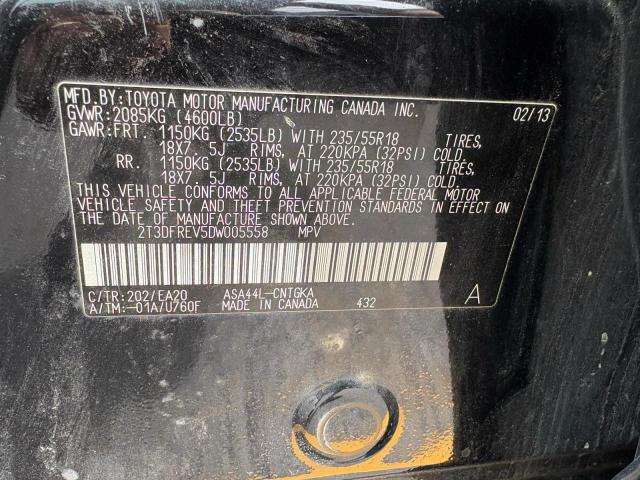 MFD.BY:TOYOTA MOTOR MANUFACTURING CANADA INC.
GVWR:2085KG (4600LB) 02/13
GAWR:FRT. 1150KG (2535LB) WITH 235/55R18 TIRES,
18X7.5J RIMS, AT 220KPA (32PSI) COLD.
RR. 1150KG (2535LB) WITH 235/55R18 TIRES,
18X7.5J RIMS, AT 220KPA (32PSI) COLD.
THIS VEHICLE CONFORMS TO ALL APPLICABLE FEDERAL MOTOR
VEHICLE SAFETY AND THEFT PREVENTION STANDARDS IN EFFECT ON
THE DATE OF MANUFACTURE SHOWN ABOVE.
2T3DFREV5DW005558 MPV
C/TR:202/EA20 ASA44L-CNTGKA
A/TM:-01A/U760F MADE IN CANADA 432 A